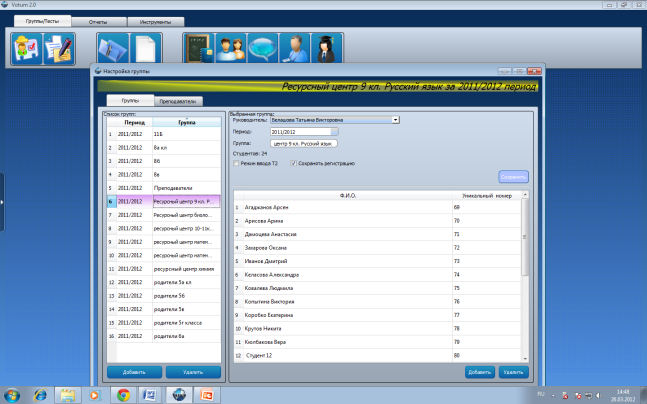 Votum 2.0
Группы/Тесты Отчеты Инструменты
Настройка группы
Ресурсный центр 9 кл. Русский язык за 2011/2012 период
Группы Преподаватели
Список групп:
Период Группа
1 2011/2012 11Б
2 2011/2012 8а кл
3 2011/2012 8б
4 2011/2012 8в
5 2011/2012 Преподаватели
6 2011/2012 Ресурсный центр 9 кл. Р...
7 2011/2012 Ресурсный центр биоло...
8 2011/2012 ресурсный центр 10-11к...
9 2011/2012 ресурсный центр матем...
10 2011/2012 ресурсный центр матем...
11 2011/2012 ресурсный центр химия
12 2011/2012 родители 5а кл
13 2011/2012 родители 5б
14 2011/2012 родители 5в
15 2011/2012 родители 5г класса
16 2011/2012 родители 6а
Добавить Удалить
Выбранная группа:
Руководитель: Белашова Татьяна Викторовна
Период: 2011/2012
Группа: центр 9 кл. Русский язык
Студентов: 24
Режим ввода T2 Сохранять регистрацию
Сохранить
Ф.И.О. Уникальный номер
1 Агаджанов Арсен 69
2 Арисова Арина 70
3 Анастасия 71
4 Захарова Оксана 72
5 Иванов Дмитрий 73
6 Келасова Александра 74
7 Ковалева Людмила 75
8 Копытина Виктория 76
9 Коробко Екатерина 77
10 Крутов Никита 78
11 Кюлбакова Вера 79
12 Студент 12 80
Добавить Удалить
RU
14:48
28.03.2012